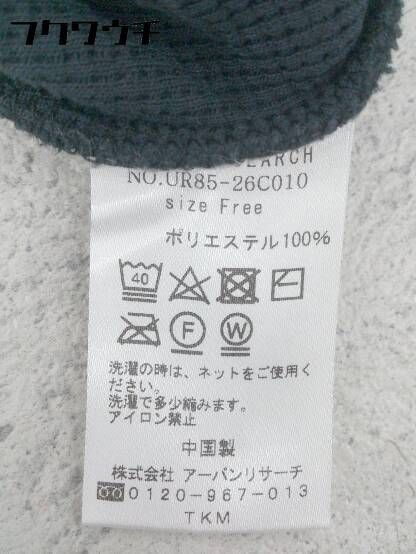 フクワウチ
EARCH
NO.UR85-26C010
size Free
ポリエステル100%
40
F W
洗濯の時は、ネットをご使用く
ださい。
洗濯で多少縮みます。
アイロン禁止
中国製
株式会社 アーバンリサーチ
0120-967-013
TKM